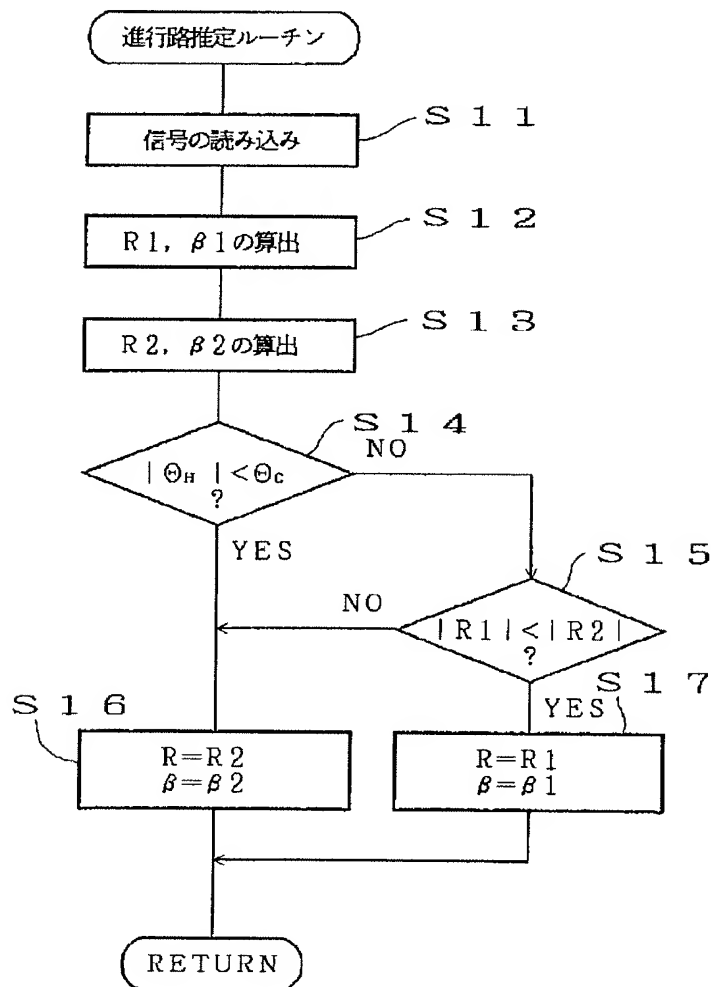 進行路推定ルーチン
S11
信号の読み込み
S12
R1, β1の算出
S13
R2, β2の算出
S14
NO
|ΘH|<ΘC
?
YES
S15
NO
|R1|<|R2|
?
S17
YES
S16
R=R2
β=β2
R=R1
β=β1
RETURN